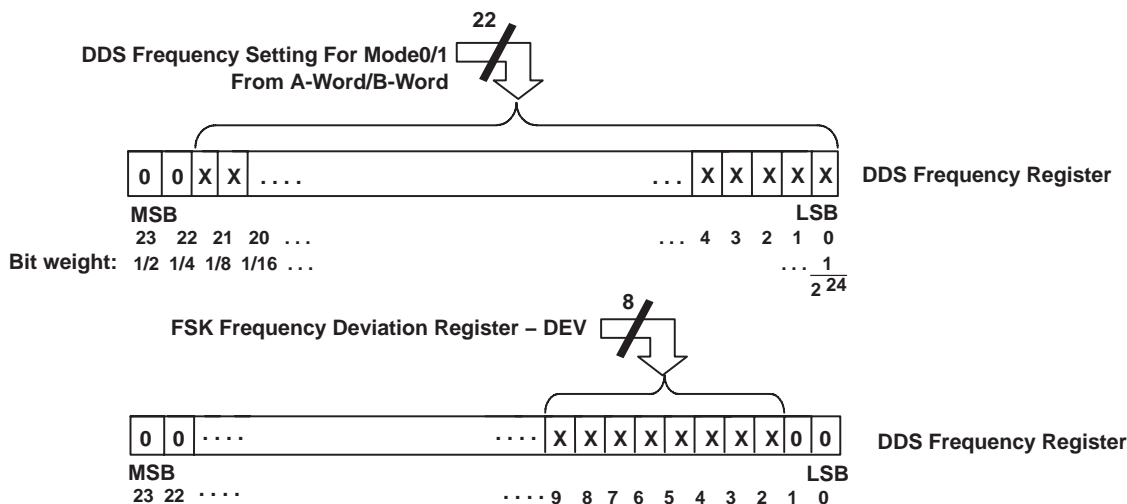 22
DDS Frequency Setting For Mode0/1
From A-Word/B-Word
0 0 X X . . . . . . . X X X X X
DDS Frequency Register
MSB LSB
23 22 21 20 . . . . . . 4 3 2 1 0
Bit weight: 1/2 1/4 1/8 1/16 . . . . . . 1
2 24
8
FSK Frequency Deviation Register – DEV
0 0 . . . . . . . . X X X X X X X X 0 0
DDS Frequency Register
MSB LSB
23 22 . . . . . . . . 9 8 7 6 5 4 3 2 1 0